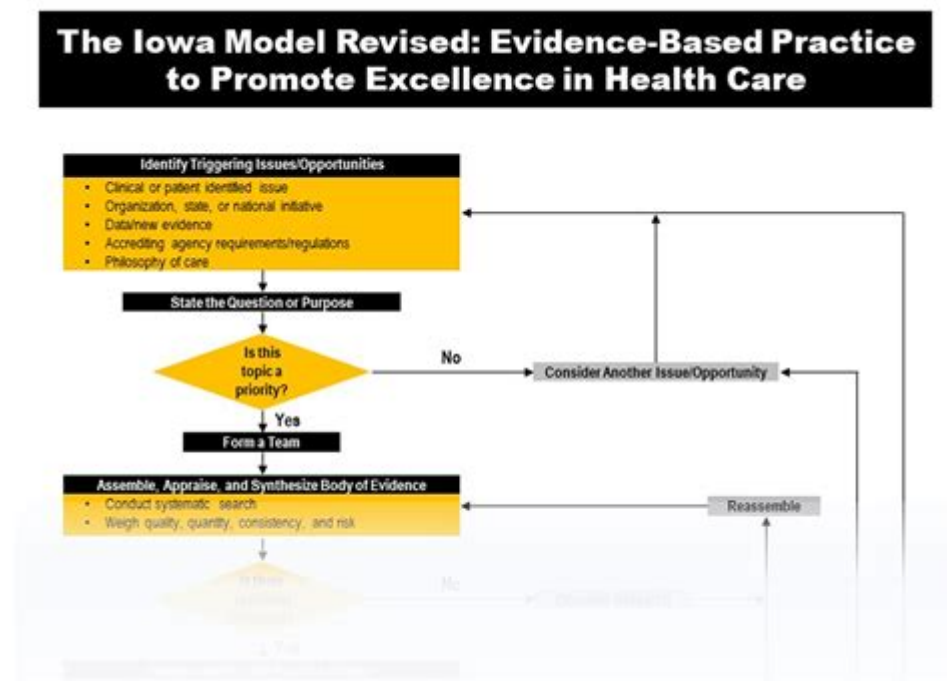 The Iowa Model Revised: Evidence-Based Practice
to Promote Excellence in Health Care
Identify Triggering Issues/Opportunities
• Clinical or patient identified issue
• Organization, state, or national initiative
• Data/new evidence
• Accrediting agency requirements/regulations
• Philosophy of care
State the Question or Purpose
Is this
topic a
priority?
No
Consider Another Issue/Opportunity
Yes
Form a Team
Assemble, Appraise, and Synthesize Body of Evidence
• Conduct systematic search
• Weigh quality, quantity, consistency, and risk
Reassemble
Is there
No